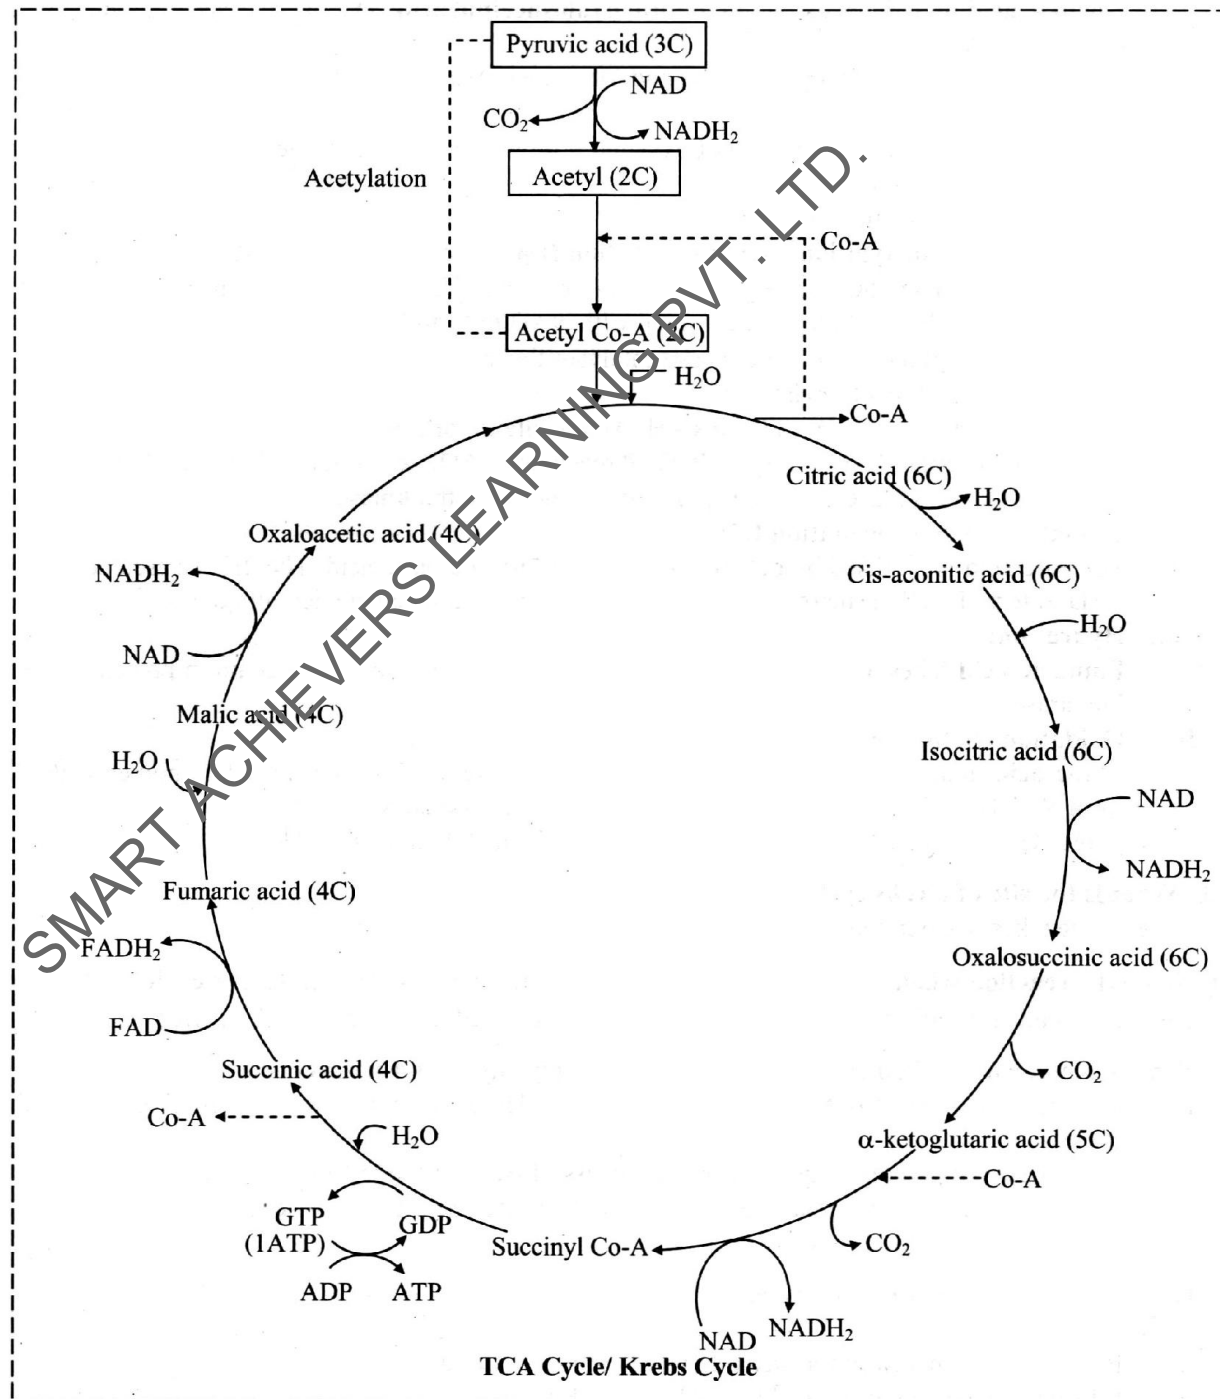 Pyruvic acid (3C)
NAD
CO₂
NADH₂
Acetylation
Acetyl (2C)
Co-A
Acetyl Co-A (2C)
H₂O
Co-A
Citric acid (6C)
H₂O
Oxaloacetic acid (4C)
Cis-aconitic acid (6C)
NADH₂
H₂O
NAD
Malic acid (4C)
Isocitric acid (6C)
H₂O
NAD
NADH₂
Fumaric acid (4C)
FADH₂
Oxalosuccinic acid (6C)
FAD
Succinic acid (4C)
CO₂
Co-A
H₂O
α-ketoglutaric acid (5C)
Co-A
GTP
(1ATP)
GDP
Succinyl Co-A
CO₂
ADP
ATP
NAD
NADH₂
TCA Cycle/ Krebs Cycle
SMART ACHIEVERS LEARNING PVT. LTD.